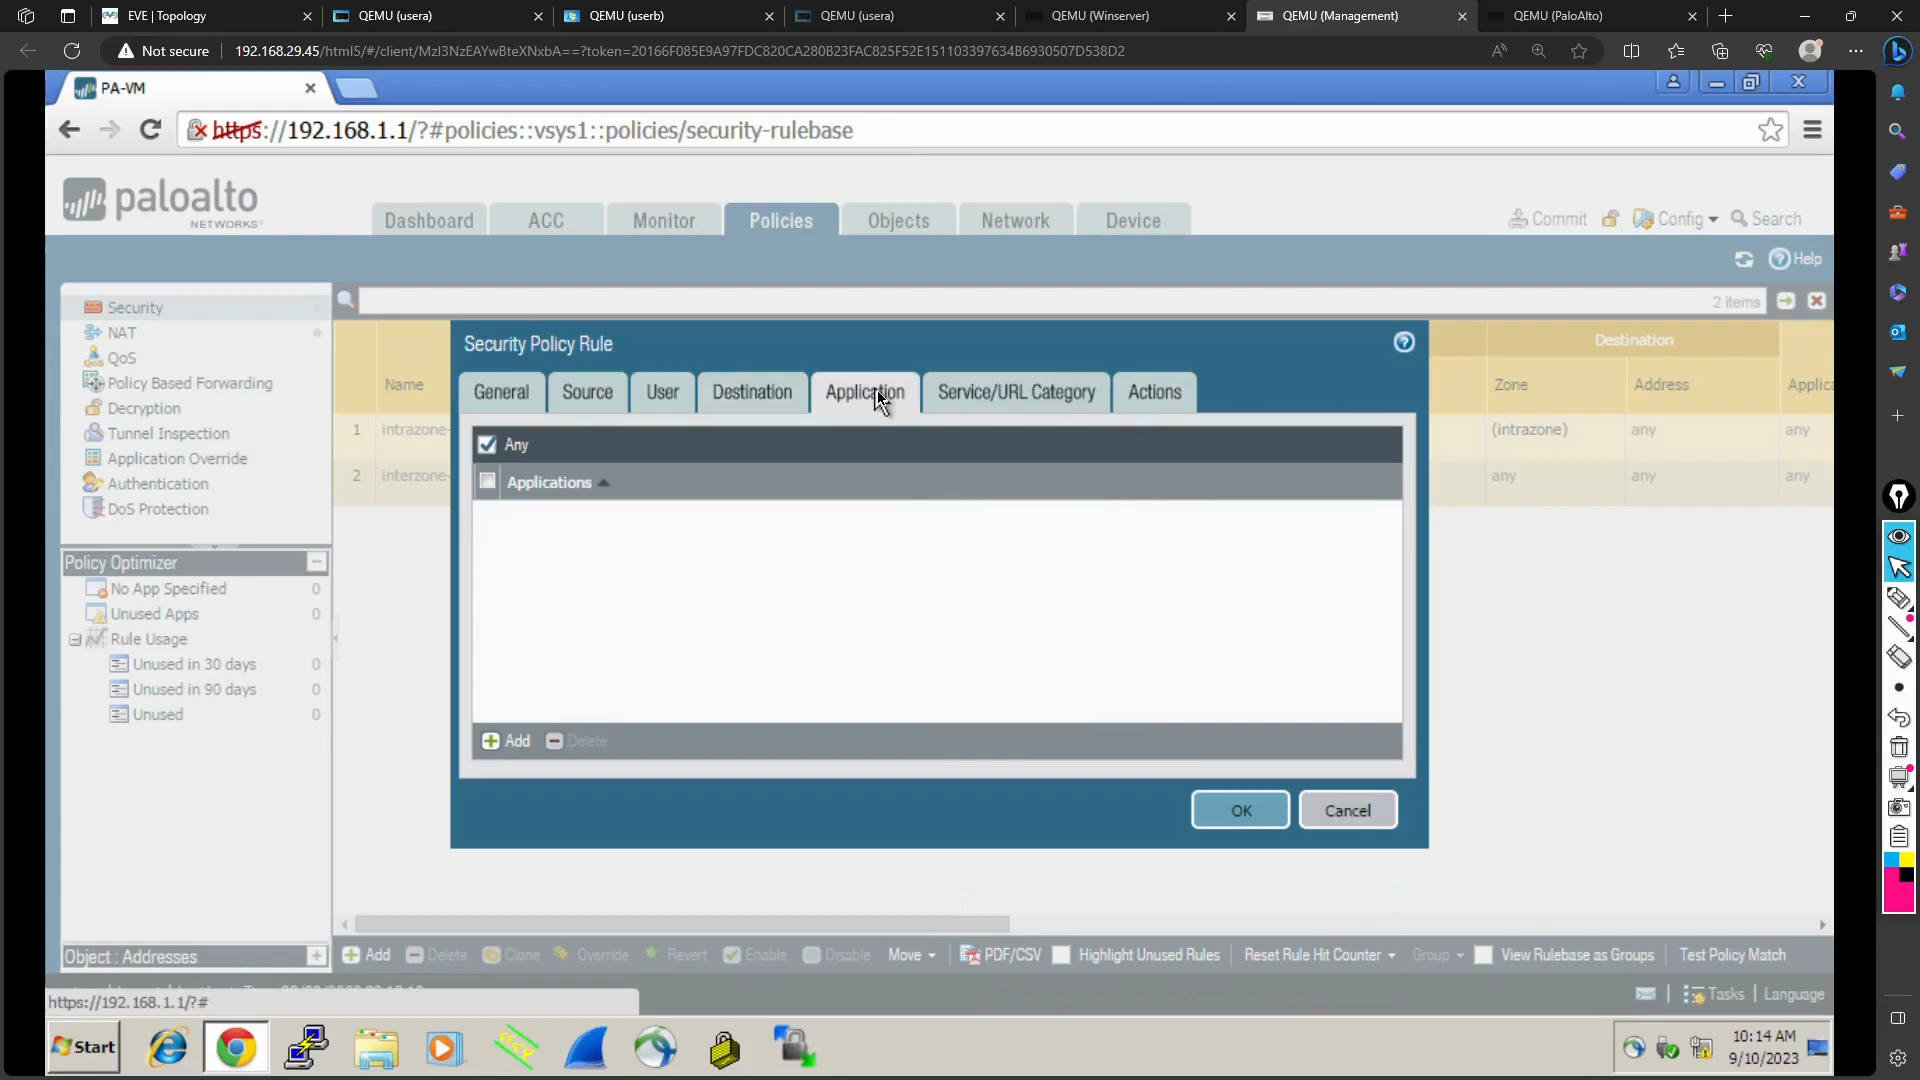 EVE | Topology
QEMU (usera)
QEMU (userb)
QEMU (usera)
QEMU (Winserver)
QEMU (Management)
QEMU (PaloAlto)
Not secure
192.168.29.45/html5/#/client/MzI3NzEAYwBteXNxbA==?token=20166F085E9A97FDC820CA280B23FAC825F52E151103397634B6930507D538D2
PA-VM
https://192.168.1.1/?#policies::vsys1::policies/security-rulebase
paloalto
NETWORKS
Dashboard
ACC
Monitor
Policies
Objects
Network
Device
Commit
Config
Search
Help
Security
NAT
QoS
Policy Based Forwarding
Decryption
Tunnel Inspection
Application Override
Authentication
DoS Protection
Policy Optimizer
No App Specified 0
Unused Apps 0
Rule Usage
Unused in 30 days 0
Unused in 90 days 0
Unused 0
Object : Addresses
2 items
Name
Destination
Zone
Address
1 intrazone-
(intrazone)
any
any
2 interzone-
any
any
any
Security Policy Rule
General
Source
User
Destination
Application
Service/URL Category
Actions
Any
Applications
Add
Delete
OK
Cancel
Add
Delete
Clone
Override
Revert
Enable
Disable
Move
PDF/CSV
Highlight Unused Rules
Reset Rule Hit Counter
Group
View Rulebase as Groups
Test Policy Match
https://192.168.1.1/?#
Tasks
Language
Start
10:14 AM
9/10/2023